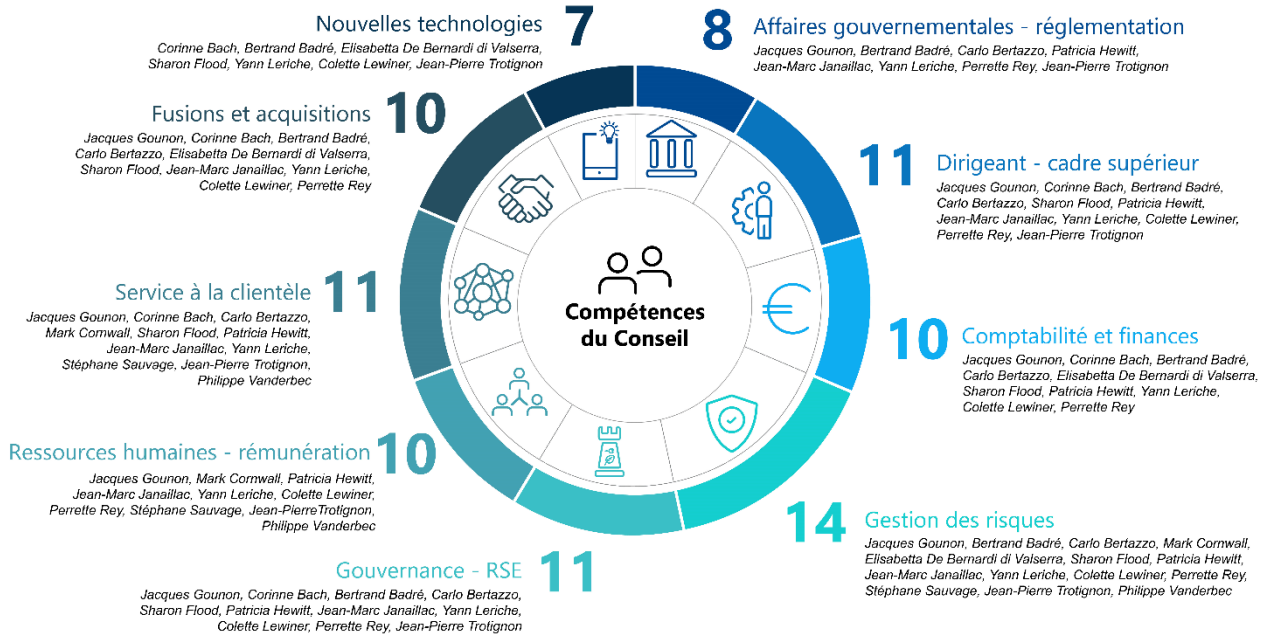 Nouvelles technologies
7
Corinne Bach, Bertrand Badré, Elisabetta De Bernardi di Valserra,
Sharon Flood, Yann Leriche, Colette Lewiner, Jean-Pierre Trotignon
8
Affaires gouvernementales - réglementation
Jacques Gounon, Bertrand Badré, Carlo Bertazzo, Patricia Hewitt,
Jean-Marc Janaillac, Yann Leriche, Perrette Rey, Jean-Pierre Trotignon
Fusions et acquisitions
10
Jacques Gounon, Corinne Bach, Bertrand Badré,
Carlo Bertazzo, Elisabetta De Bernardi di Valserra,
Sharon Flood, Jean-Marc Janaillac, Yann Leriche,
Colette Lewiner, Perrette Rey
11
Dirigeant - cadre supérieur
Jacques Gounon, Corinne Bach, Bertrand Badré,
Carlo Bertazzo, Sharon Flood, Patricia Hewitt,
Jean-Marc Janaillac, Yann Leriche, Colette Lewiner,
Perrette Rey, Jean-Pierre Trotignon
Service à la clientèle
11
Jacques Gounon, Corinne Bach, Carlo Bertazzo,
Mark Cornwall, Sharon Flood, Patricia Hewitt,
Jean-Marc Janaillac, Yann Leriche,
Stéphane Sauvage, Jean-Pierre Trotignon,
Philippe Vanderbec
Compétences
du Conseil
10
Comptabilité et finances
Jacques Gounon, Corinne Bach, Bertrand Badré,
Carlo Bertazzo, Elisabetta De Bernardi di Valserra,
Sharon Flood, Patricia Hewitt, Yann Leriche,
Colette Lewiner, Perrette Rey
Ressources humaines - rémunération
10
Jacques Gounon, Mark Cornwall, Patricia Hewitt,
Jean-Marc Janaillac, Yann Leriche, Colette Lewiner,
Perrette Rey, Stéphane Sauvage, Jean-PierreTrotignon,
Philippe Vanderbec
14
Gestion des risques
Jacques Gounon, Bertrand Badré, Carlo Bertazzo, Mark Cornwall,
Elisabetta De Bernardi di Valserra, Sharon Flood, Patricia Hewitt,
Jean-Marc Janaillac, Yann Leriche, Colette Lewiner, Perrette Rey,
Stéphane Sauvage, Jean-Pierre Trotignon, Philippe Vanderbec
Gouvernance - RSE
11
Jacques Gounon, Corinne Bach, Bertrand Badré, Carlo Bertazzo,
Sharon Flood, Patricia Hewitt, Jean-Marc Janaillac, Yann Leriche,
Colette Lewiner, Perrette Rey, Jean-Pierre Trotignon